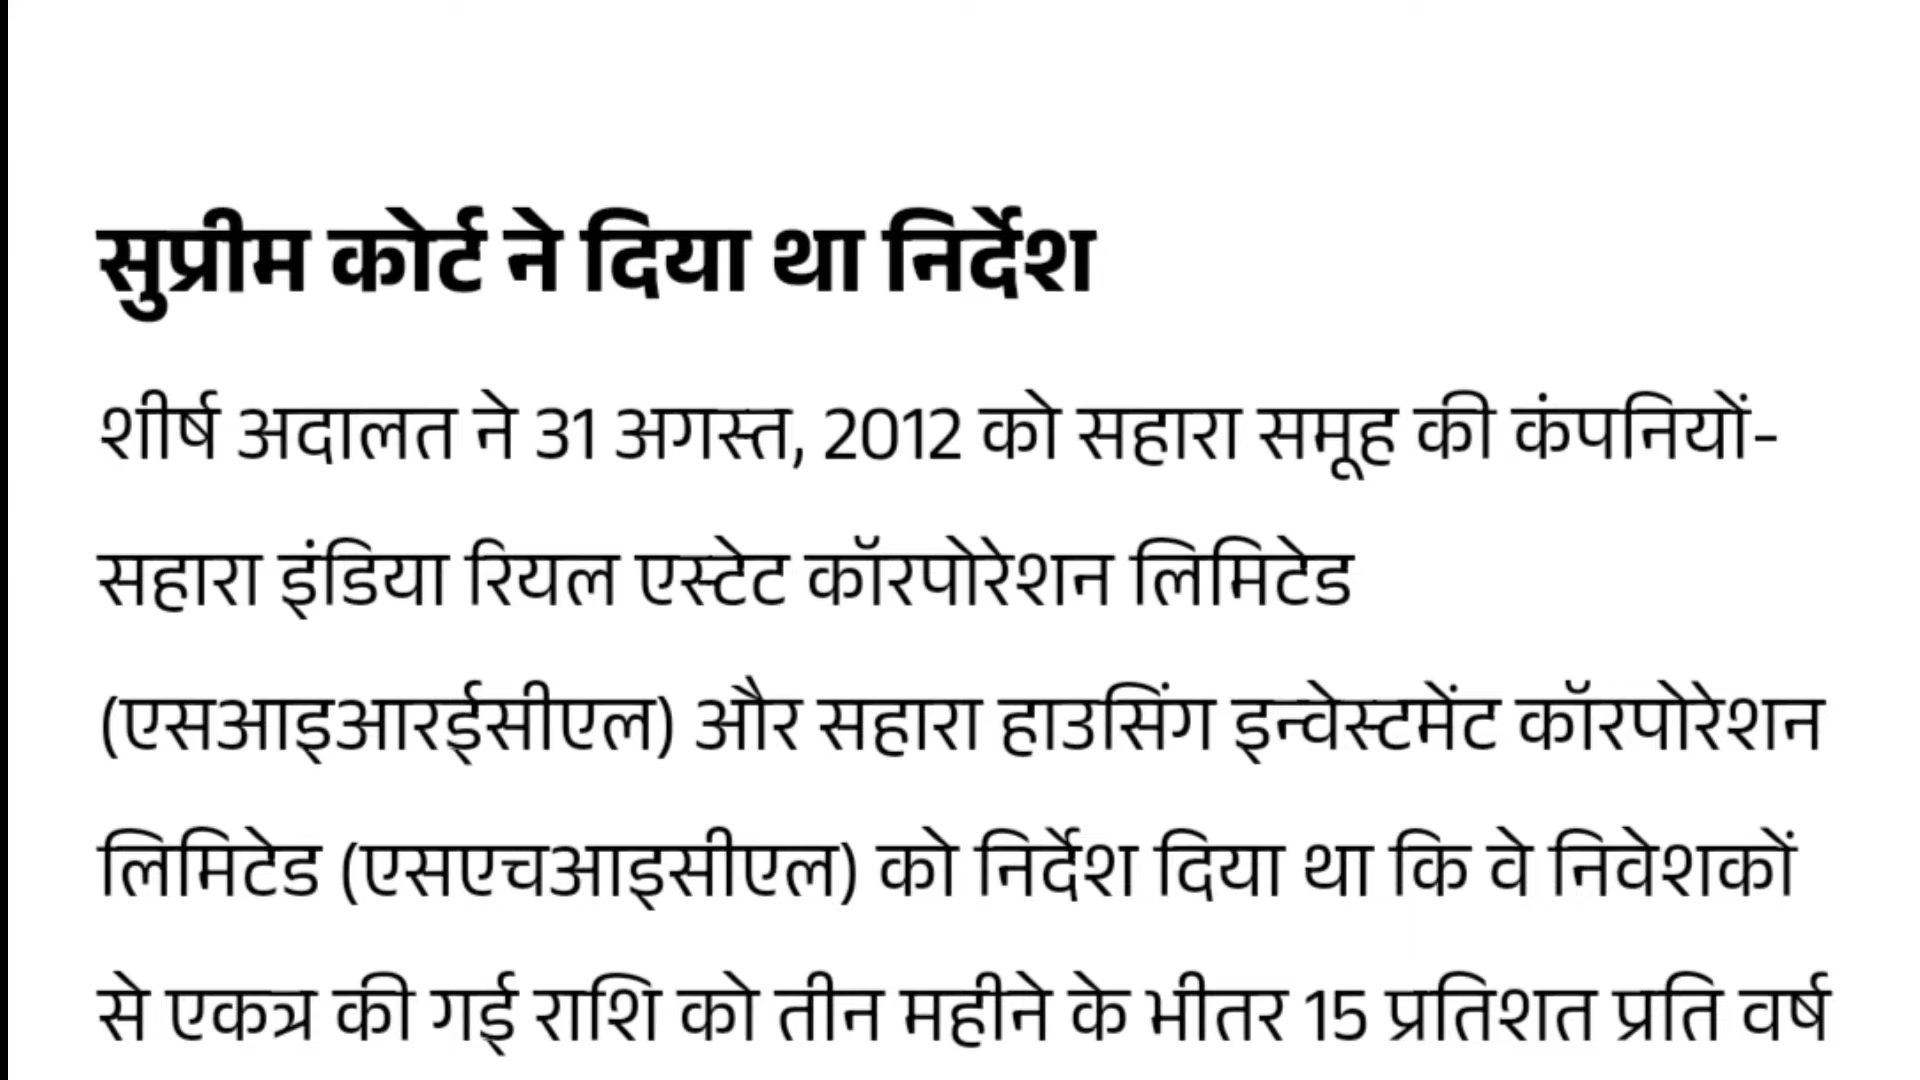 सुप्रीम कोर्ट ने दिया था निर्देश
शीर्ष अदालत ने 31 अगस्त, 2012 को सहारा समूह की कंपनियों-
सहारा इंडिया रियल एस्टेट कॉरपोरेशन लिमिटेड
(एसआइआरईसीएल) और सहारा हाउसिंग इन्वेस्टमेंट कॉरपोरेशन
लिमिटेड (एसएचआइसीएल) को निर्देश दिया था कि वे निवेशकों
से एकत्र की गई राशि को तीन महीने के भीतर 15 प्रतिशत प्रति वर्ष